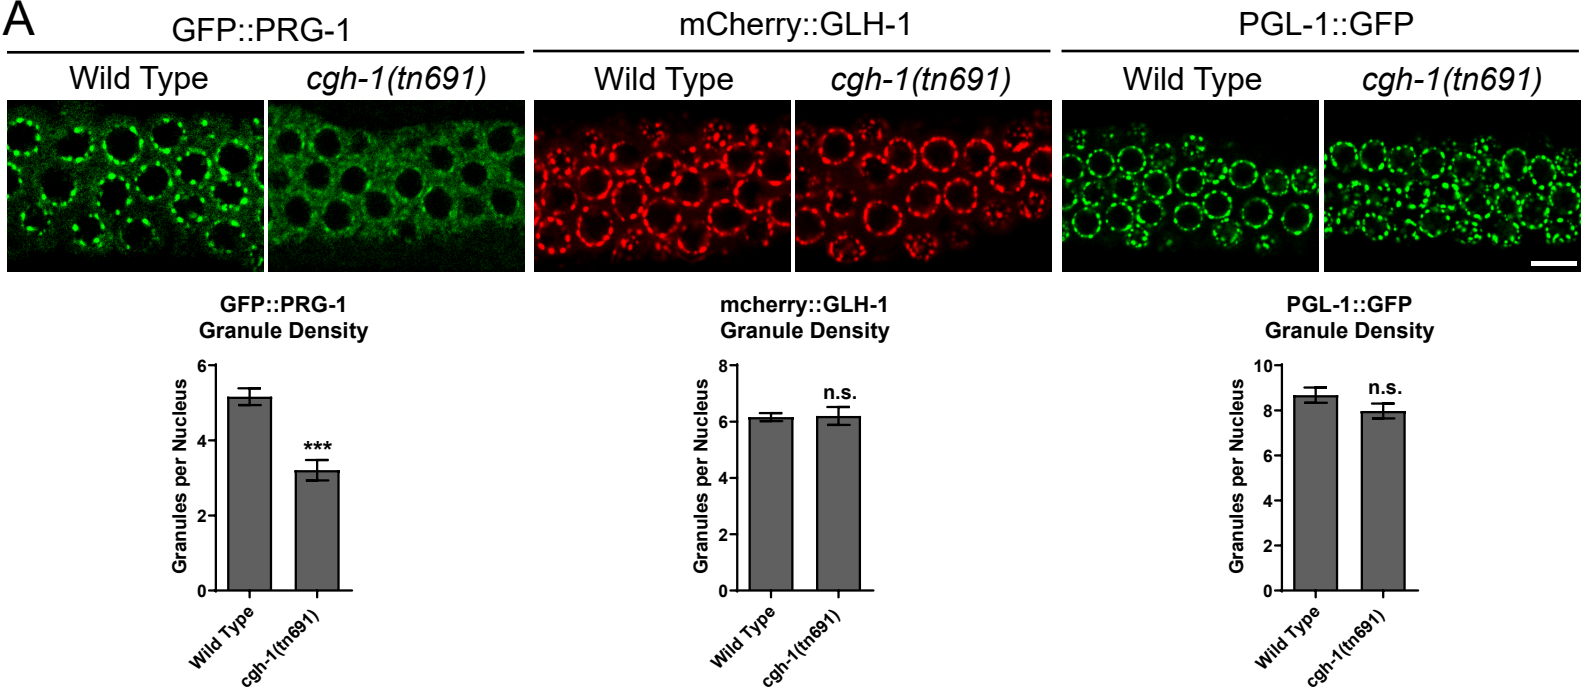 A
GFP::PRG-1
mCherry::GLH-1
PGL-1::GFP
Wild Type
cgh-1(tn691)
Wild Type
cgh-1(tn691)
Wild Type
cgh-1(tn691)
GFP::PRG-1
Granule Density
Granules per Nucleus
6
4
2
0
***
Wild Type
cgh-1(tn691)
mcherry::GLH-1
Granule Density
Granules per Nucleus
8
6
4
2
0
n.s.
Wild Type
cgh-1(tn691)
PGL-1::GFP
Granule Density
Granules per Nucleus
10
8
6
4
2
0
n.s.
Wild Type
cgh-1(tn691)